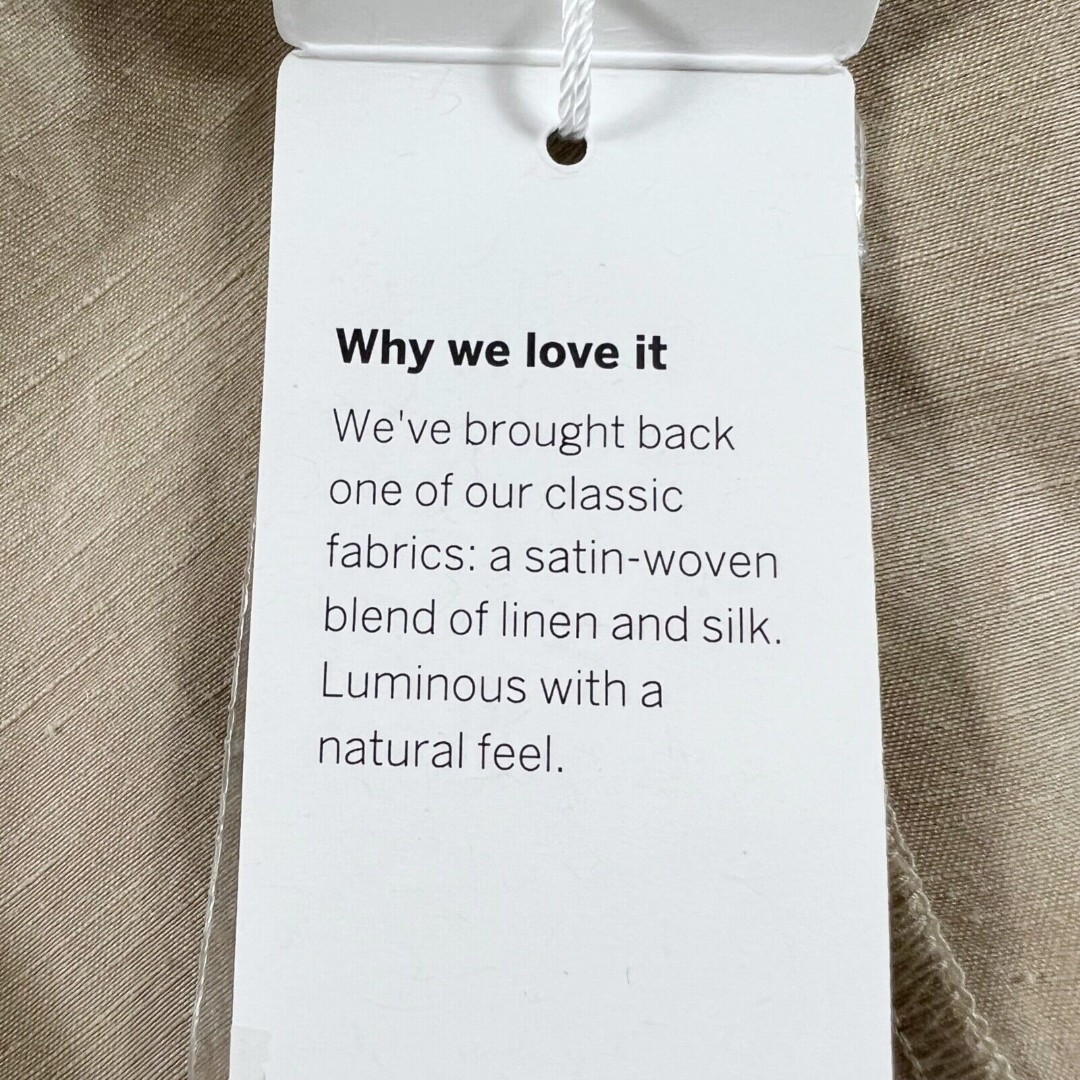 Why we love it
We've brought back
one of our classic
fabrics: a satin-woven
blend of linen and silk.
Luminous with a
natural feel.